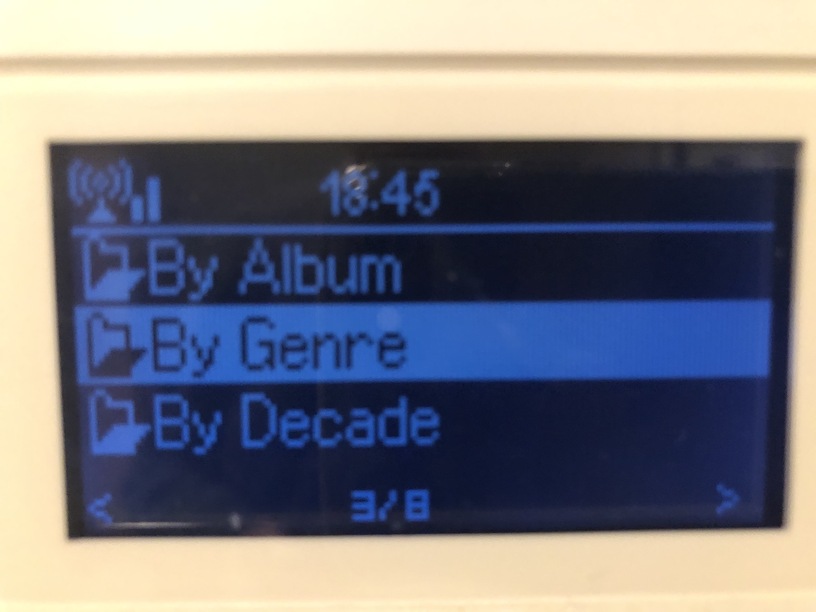 18:45
By Album
By Genre
By Decade
< 3/8 >